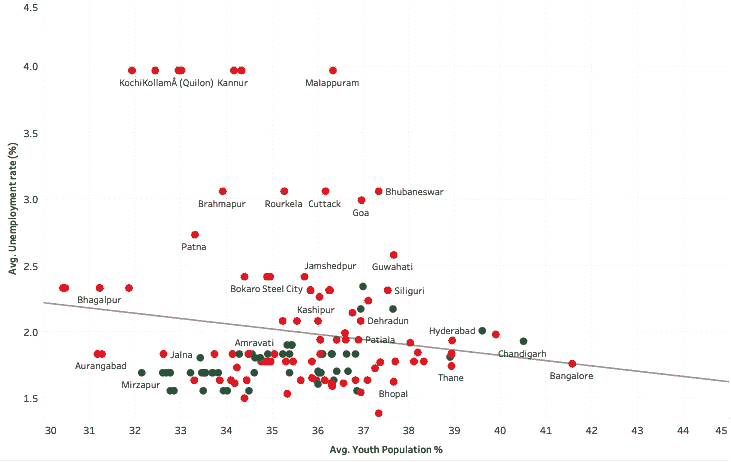 4.5
4.0
KochiKollamÂ (Quilon) Kannur Malappuram
3.5
3.0
Bhubaneswar
Brahmapur Rourkela Cuttack
Goa
Patna
2.5
Jamshedpur Guwahati
Bokaro Steel City Siliguri
Bhagalpur
Kashipur
Dehradun
2.0
Hyderabad
Amravati Patiala
Jalna Chandigarh
Aurangabad
Thane Bangalore
Mirzapur
Bhopal
1.5
Avg. Unemployment rate (%)
30 31 32 33 34 35 36 37 38 39 40 41 42 43 44 45
Avg. Youth Population %